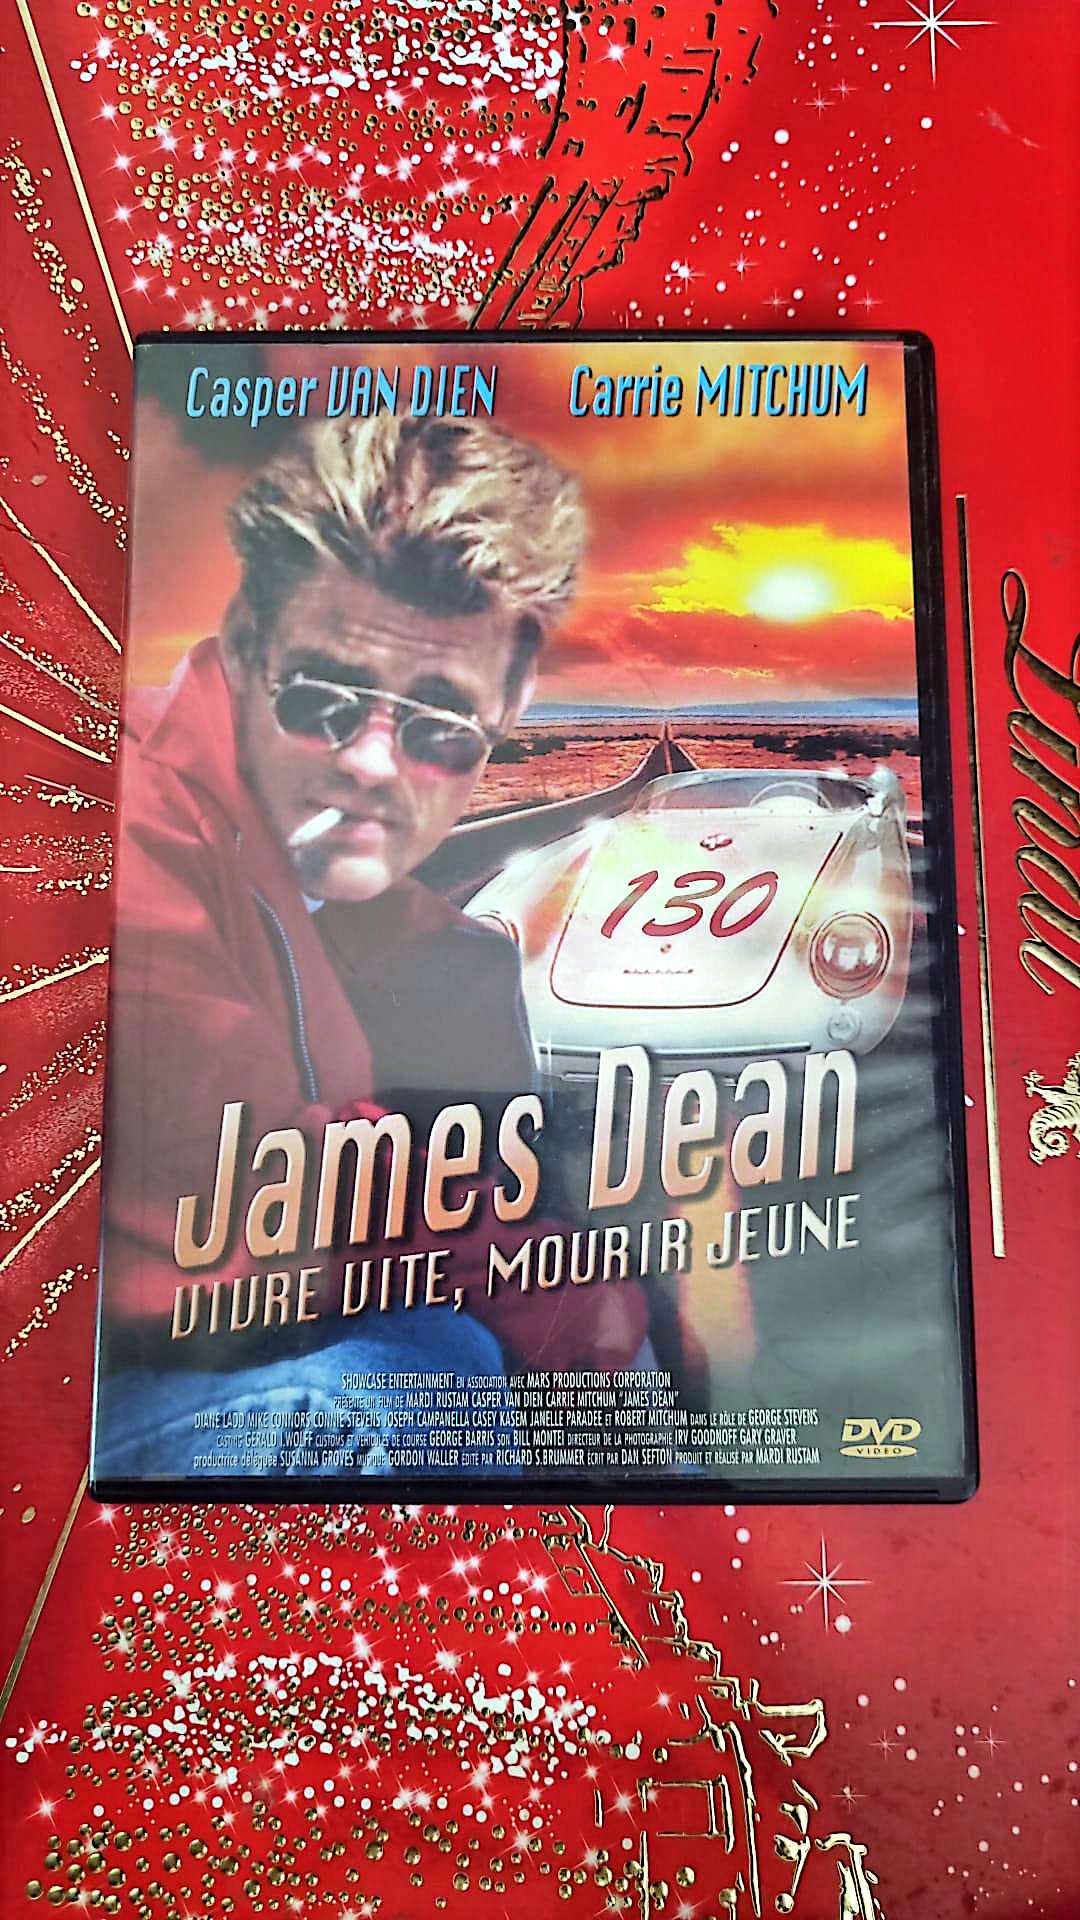 Casper VAN DIEN Carrie MITCHUM
130
James Dean
VIVRE VITE, MOURIR JEUNE
SHOWCASE ENTERTAINMENT EN ASSOCIATION AVEC MARS PRODUCTIONS CORPORATION
PRÉSENTE UN FILM DE MARDI RUSTAM CASPER VAN DIEN CARRIE MITCHUM "JAMES DEAN"
DIANE LADD MIKE CONNORS CONNIE STEVENS JOSEPH CAMPANELLA CASEY KASEM JANELLE PARADEE ET ROBERT MITCHUM DANS LE RÔLE DE GEORGE STEVENS
CASTING GERALD I.WOLFF CUSTOMS ET VÉHICULES DE COURSE GEORGE BARRIS SON BILL MONTEI DIRECTEUR DE LA PHOTOGRAPHIE IRV GOODNOFF GARY GRAVER
productrice déléguée SUSANNA GROVES MUSIQUE GORDON WALLER EDITÉ PAR RICHARD S.BRUMMER ÉCRIT PAR DAN SEFTON PRODUIT ET RÉALISÉ PAR MARDI RUSTAM
DVD
VIDEO